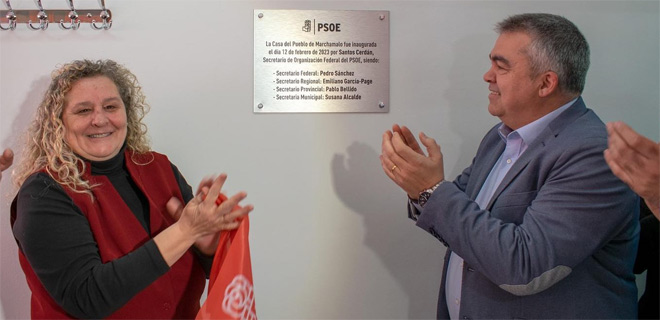 PSOE
La Casa del Pueblo de Marchamalo fue inaugurada
el día 12 de febrero de 2023 por Santos Cerdán,
Secretario de Organización Federal del PSOE, siendo:
- Secretario Federal: Pedro Sánchez
- Secretario Regional: Emiliano García-Page
- Secretario Provincial: Pablo Bellido
- Secretaria Municipal: Susana Alcalde